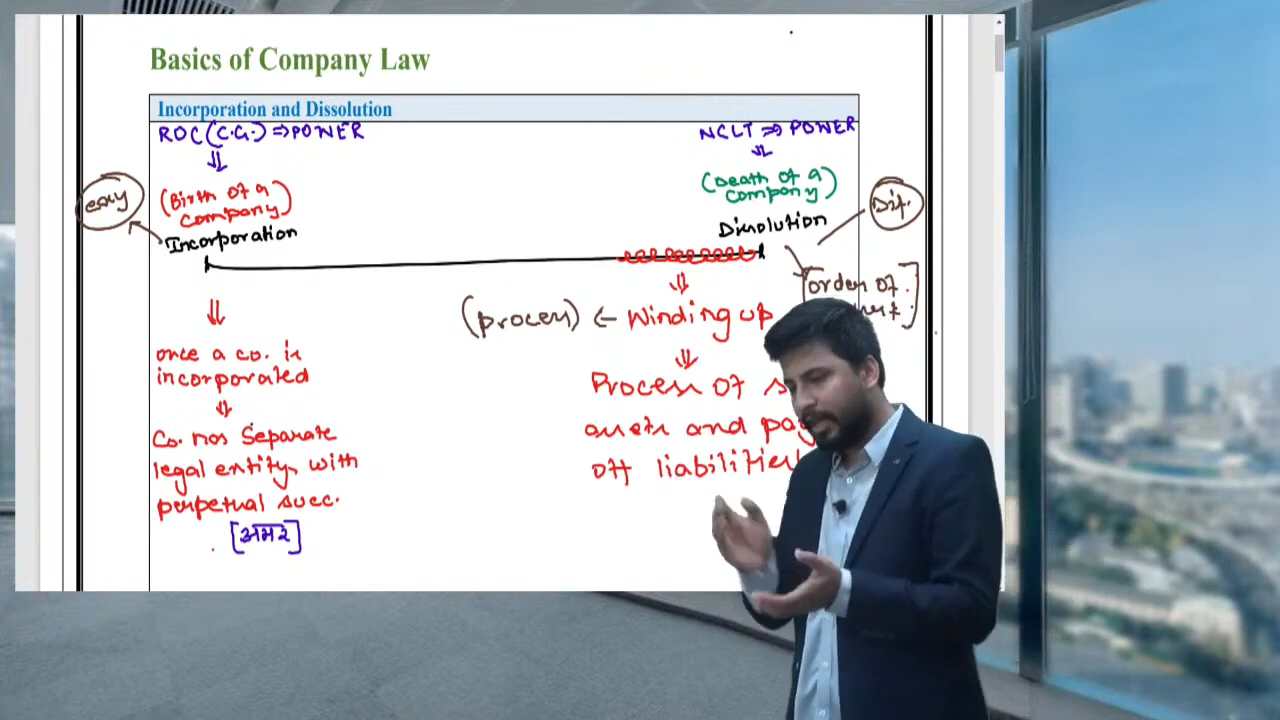 Basics of Company Law
Incorporation and Dissolution
ROC (C.G.) ⇒ POWER
NCLT ⇒ POWER
(Birth of a
company)
(Death of a
company)
easy
Incorporation
Dissolution
Dif.
[order of
(process) ← Winding up
once a co. is
incorporated
Process of
assets and
off liabilities
Co. has separate
legal entity with
perpetual succ.
[अमर]